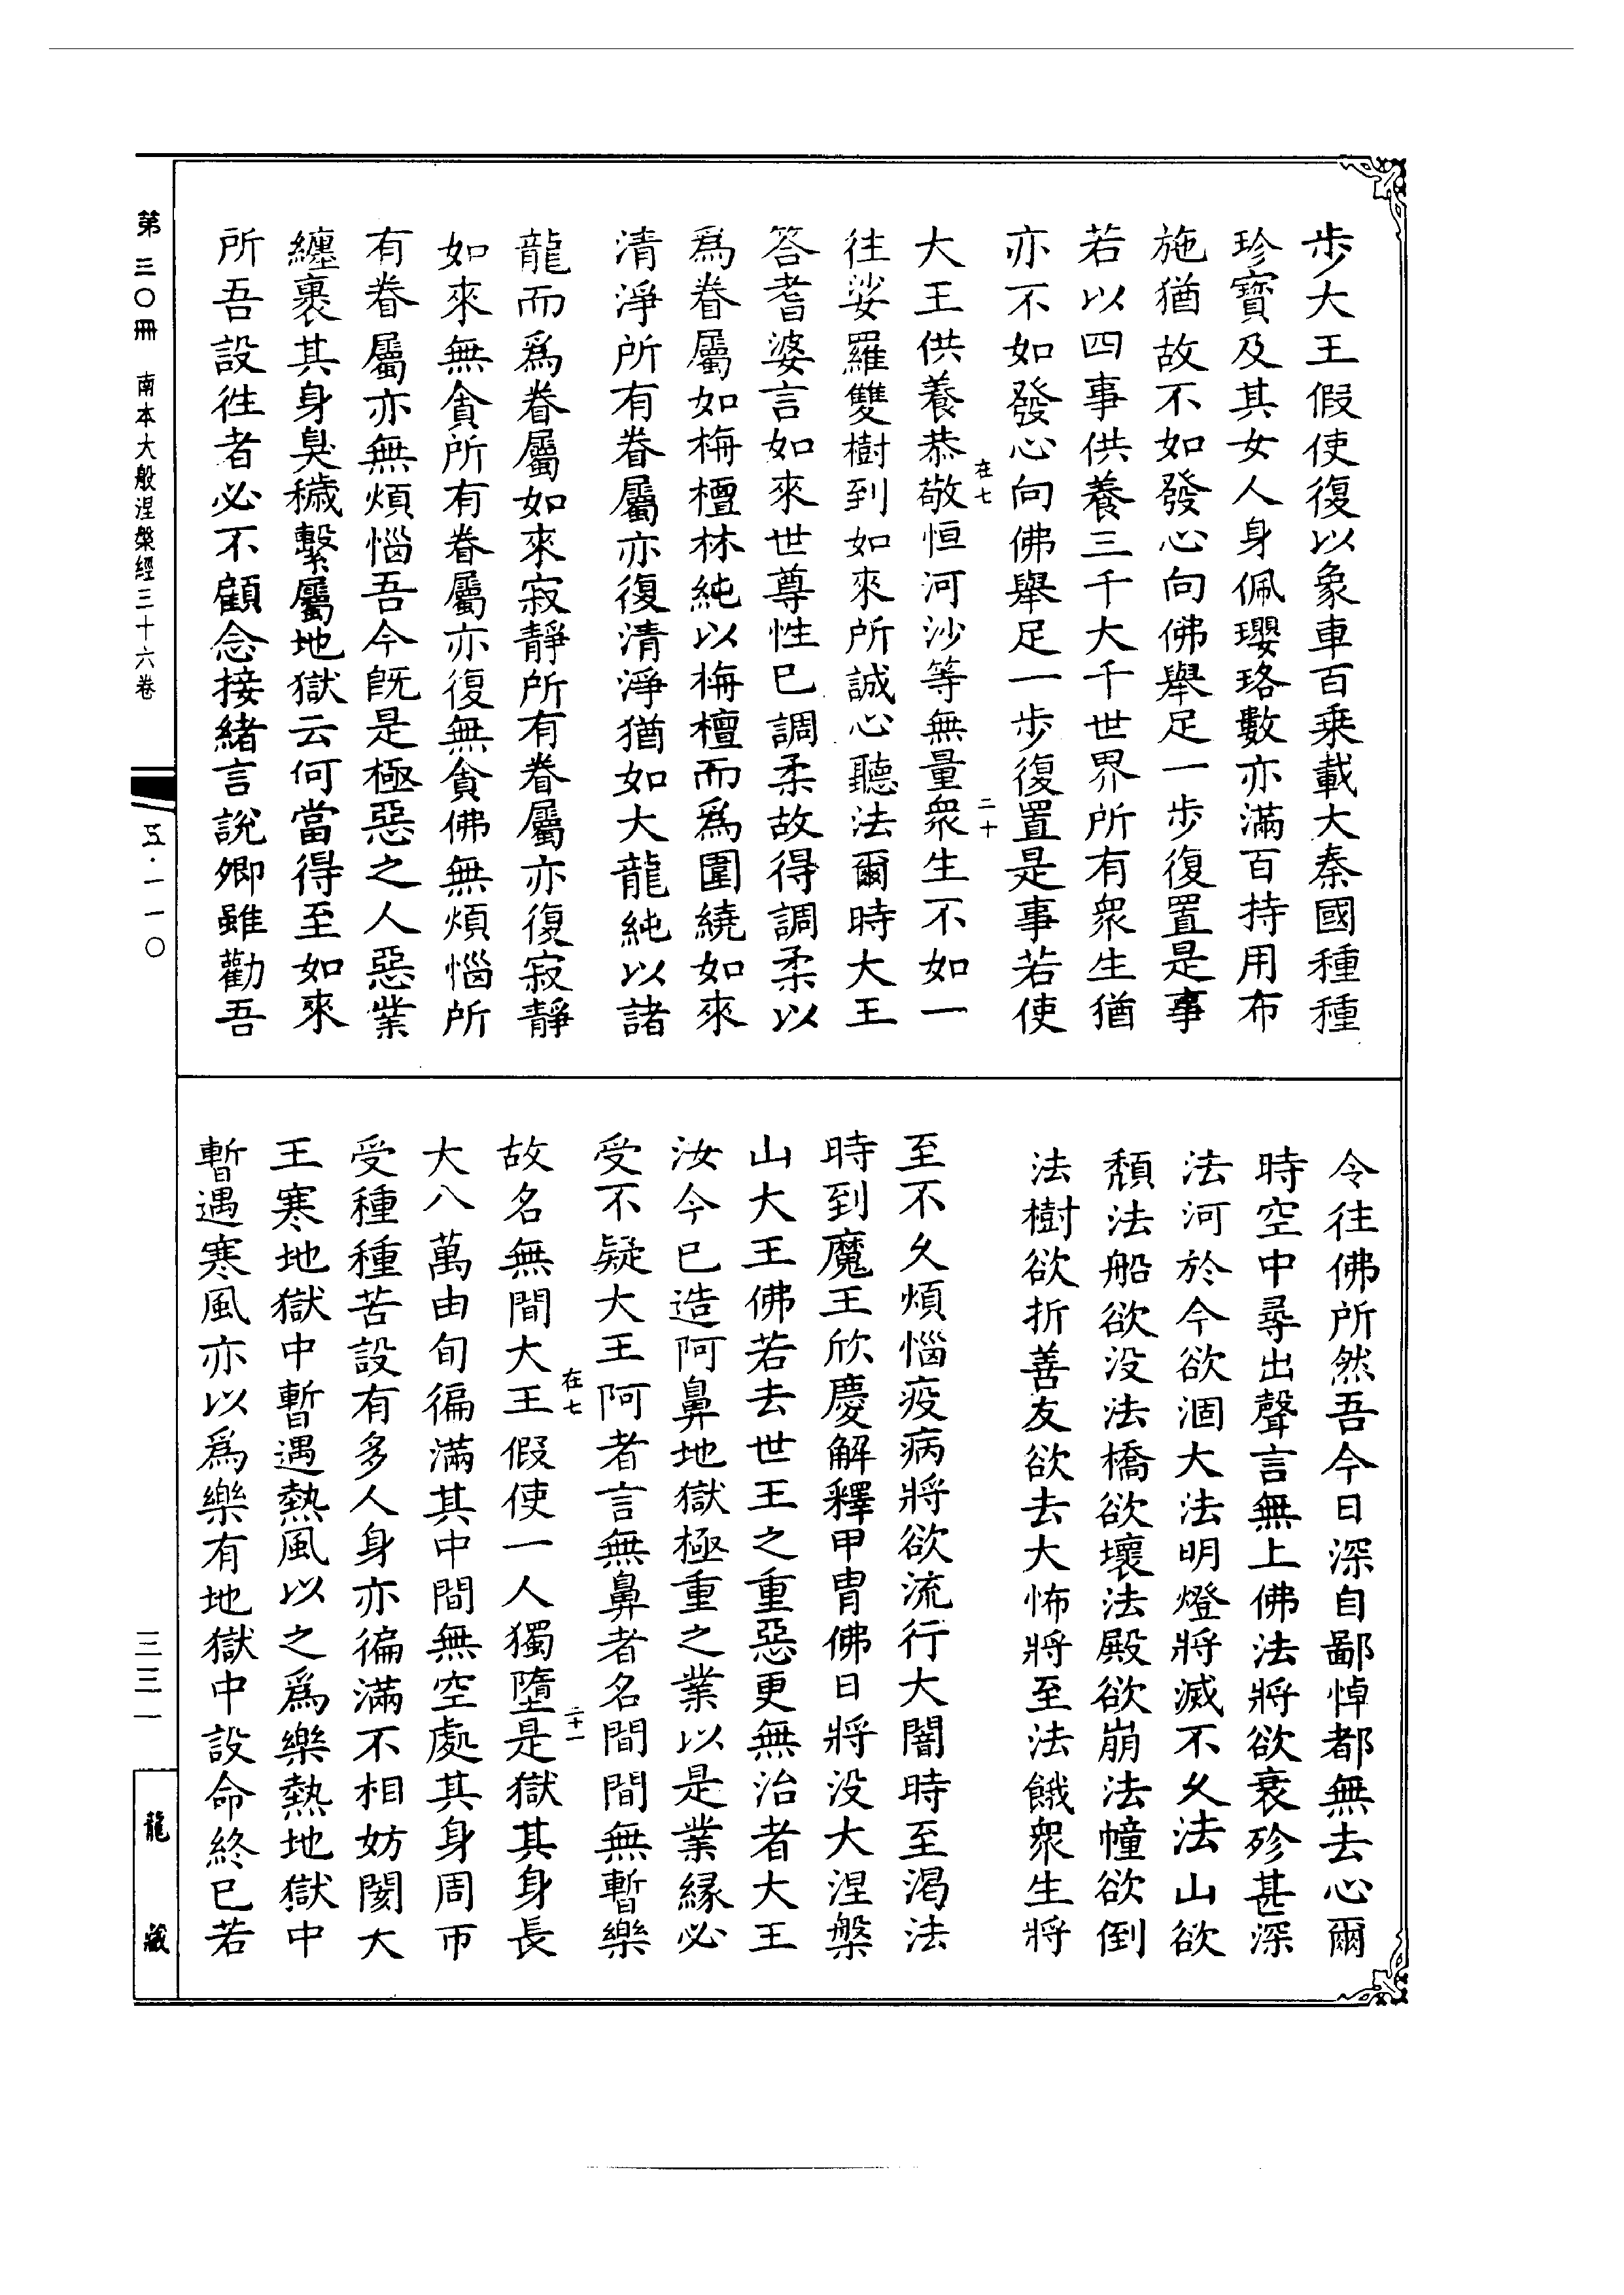 步大王假使復以象車百乗載大秦國種種
珍寶及其女人身佩瓔珞數亦滿百持用布
施猶故不如發心向佛舉足一步復置是事
若以四事供養三千大千世界所有衆生猶
亦不如發心向佛舉足一步復置是事若使
在七
二十
大王供養恭敬恒河沙等無量衆生不如一
往娑羅雙樹到如來所誠心聽法爾時大王
答耆婆言如來世尊性已調柔故得調柔以
爲眷屬如栴檀林純以栴檀而爲圍繞如來
清淨所有眷屬亦復清淨猶如大龍純以諸
龍而爲眷屬如來寂靜所有眷屬亦復寂靜
如來無貪所有眷屬亦復無貪佛無煩惱所
有眷屬亦無煩惱吾今旣是極惡之人惡業
纏裹其身臭穢繫屬地獄云何當得至如來
所吾設徃者必不顧念接緒言說卿雖勸吾
令往佛所然吾今日深自鄙悼都無去心爾
時空中尋出聲言無上佛法將欲衰殄甚深
法河於今欲涸大法明燈將滅不久法山欲
頹法船欲没法橋欲壞法殿欲崩法幢欲倒
法樹欲折善友欲去大怖將至法餓衆生將
至不久煩惱疫病將欲流行大闇時至渴法
時到魔王欣慶解釋甲冑佛日將没大涅槃
山大王佛若去世王之重惡更無治者大王
汝今已造阿鼻地獄極重之業以是業緣必
受不疑大王阿者言無鼻者名間間無暫樂
在七
二十一
故名無間大王假使一人獨墮是獄其身長
大八萬由旬徧滿其中間無空處其身周帀
受種種苦設有多人身亦徧滿不相妨閡大
王寒地獄中暫遇熱風以之爲樂熱地獄中
暫遇寒風亦以爲樂有地獄中設命終已若
第三〇冊　南本大般涅槃經三十六卷
五·一一〇
三三一
龍藏